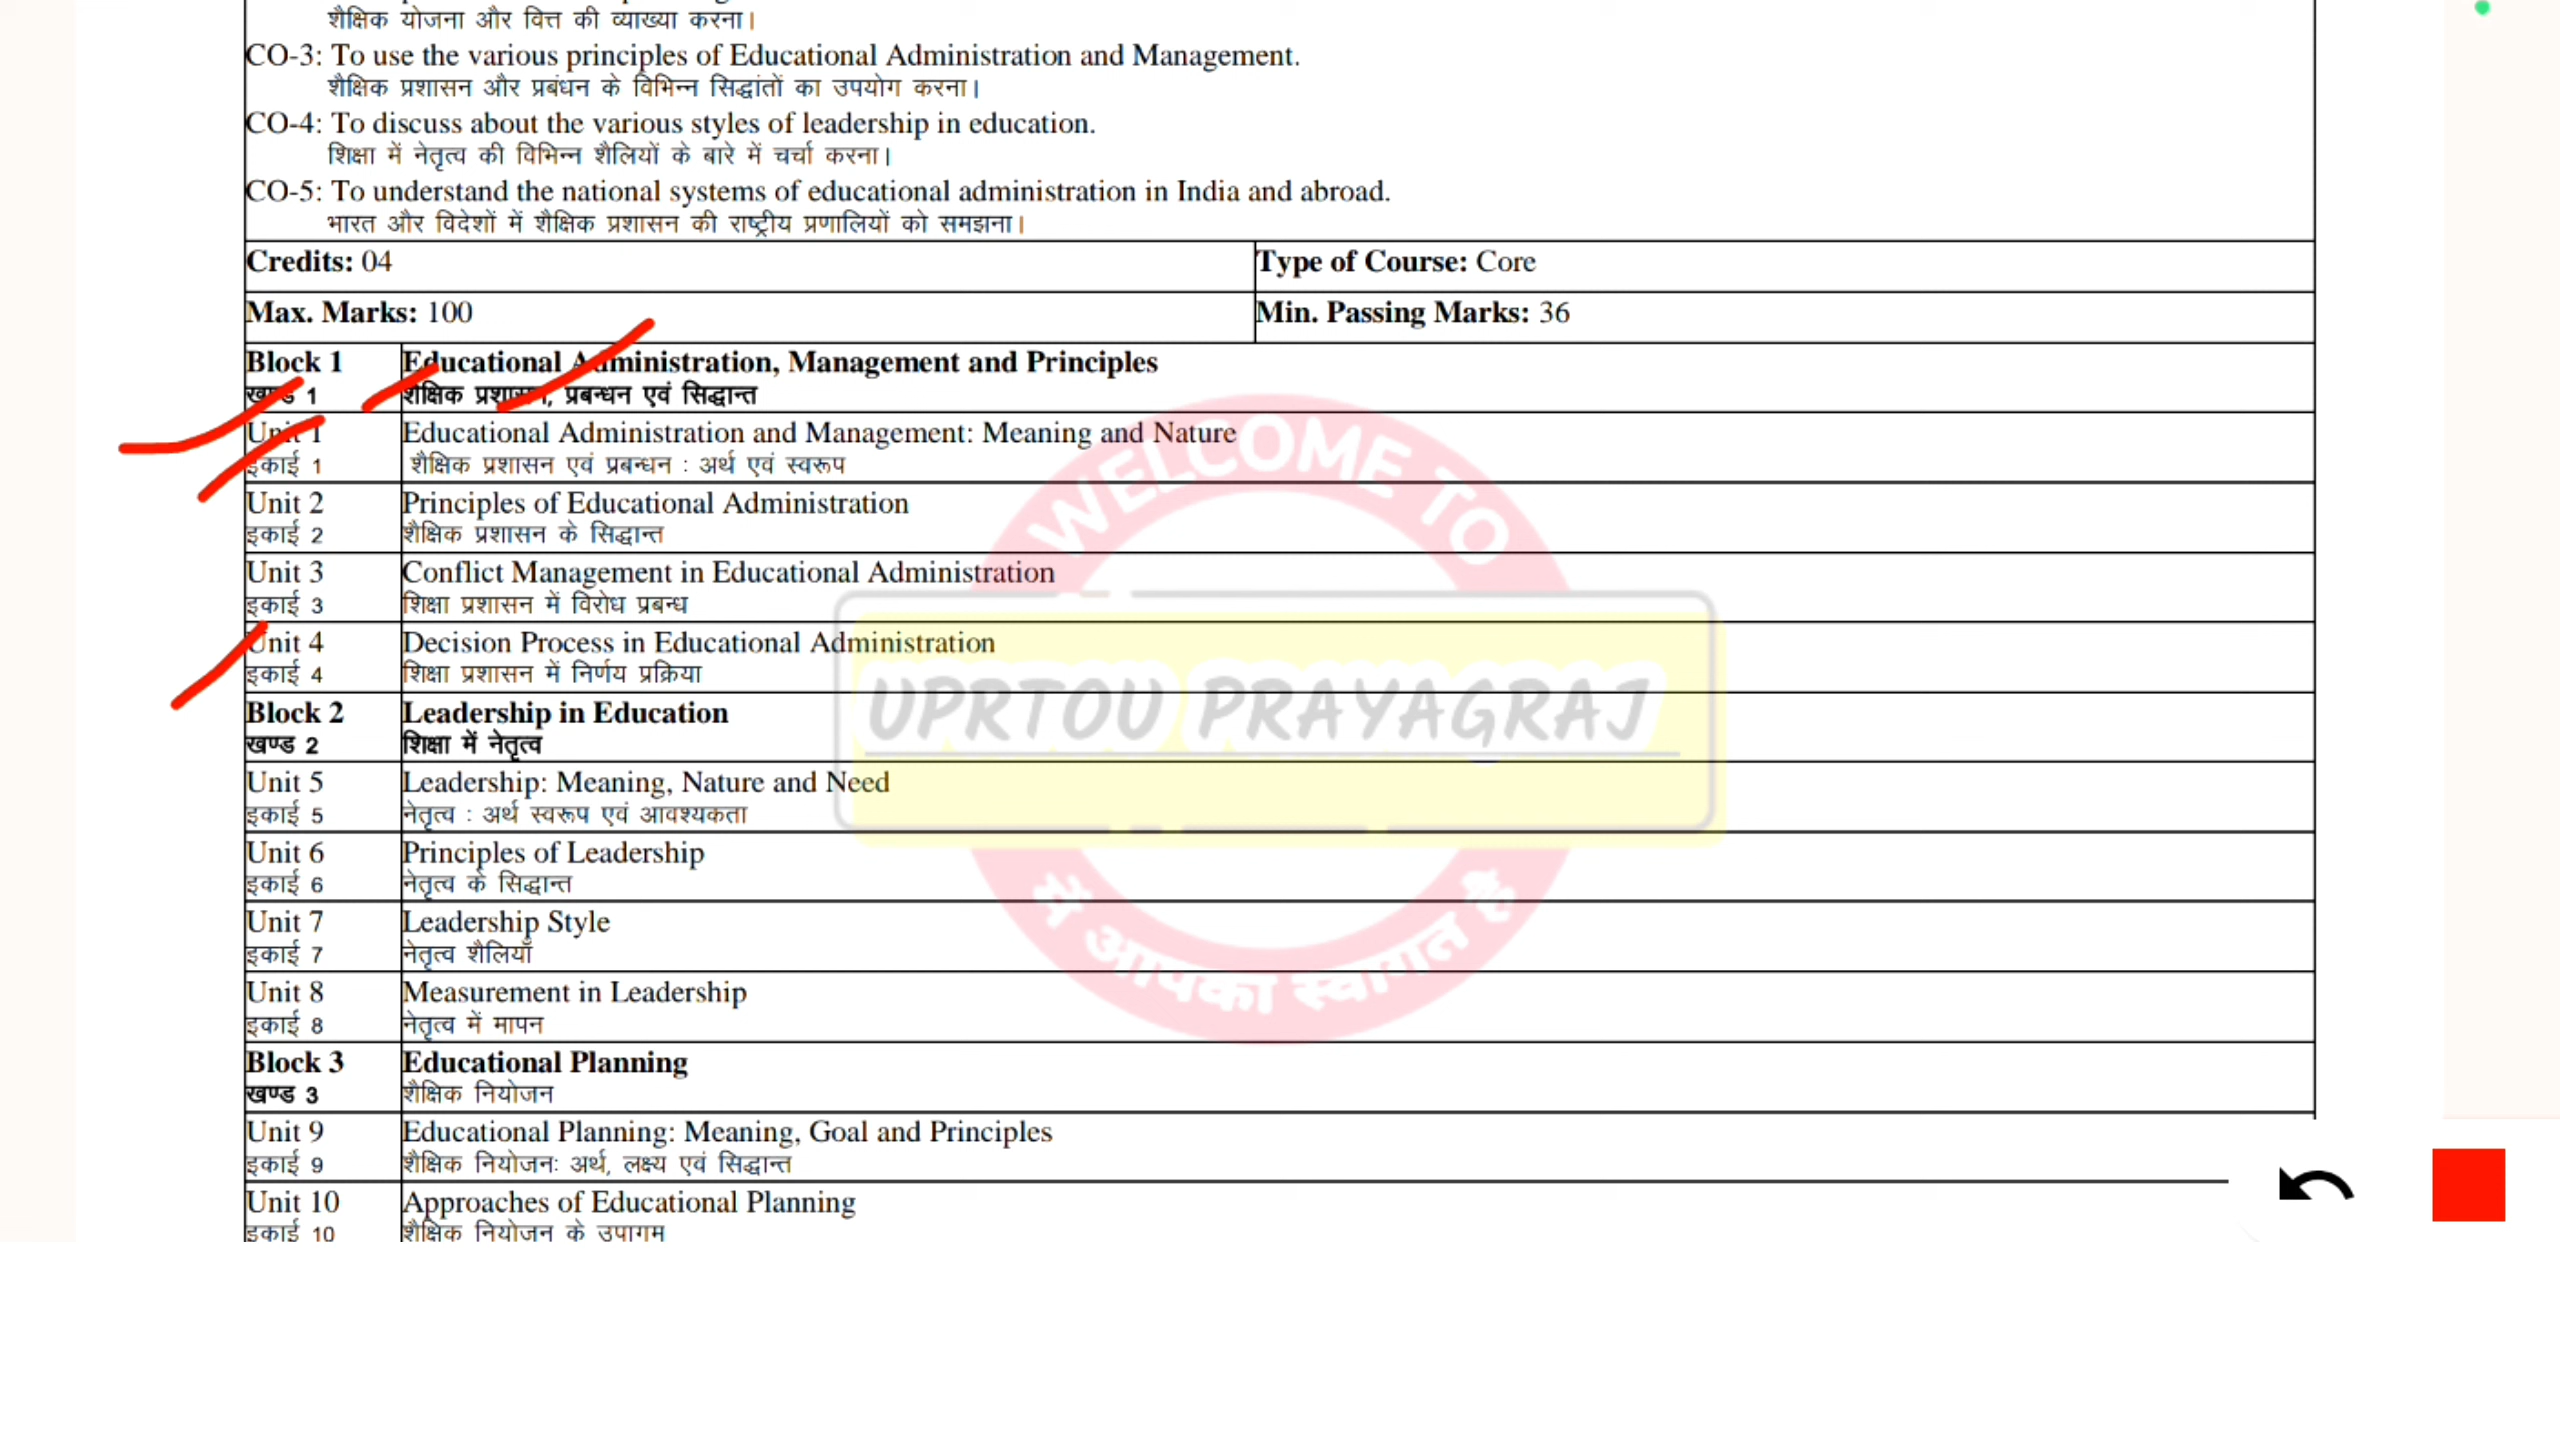 शैक्षिक योजना और वित्त की व्याख्या करना।
CO-3: To use the various principles of Educational Administration and Management.
शैक्षिक प्रशासन और प्रबंधन के विभिन्न सिद्धांतों का उपयोग करना।
CO-4: To discuss about the various styles of leadership in education.
शिक्षा में नेतृत्व की विभिन्न शैलियों के बारे में चर्चा करना।
CO-5: To understand the national systems of educational administration in India and abroad.
भारत और विदेशों में शैक्षिक प्रशासन की राष्ट्रीय प्रणालियों को समझना।
Credits: 04 Type of Course: Core
Max. Marks: 100 Min. Passing Marks: 36
Block 1 Educational Administration, Management and Principles
खण्ड 1 शैक्षिक प्रशासन, प्रबन्धन एवं सिद्धान्त
Unit 1 Educational Administration and Management: Meaning and Nature
इकाई 1 शैक्षिक प्रशासन एवं प्रबन्धन : अर्थ एवं स्वरूप
Unit 2 Principles of Educational Administration
इकाई 2 शैक्षिक प्रशासन के सिद्धान्त
Unit 3 Conflict Management in Educational Administration
इकाई 3 शिक्षा प्रशासन में विरोध प्रबन्ध
Unit 4 Decision Process in Educational Administration
इकाई 4 शिक्षा प्रशासन में निर्णय प्रक्रिया
Block 2 Leadership in Education
खण्ड 2 शिक्षा में नेतृत्व
Unit 5 Leadership: Meaning, Nature and Need
इकाई 5 नेतृत्व : अर्थ स्वरूप एवं आवश्यकता
Unit 6 Principles of Leadership
इकाई 6 नेतृत्व के सिद्धान्त
Unit 7 Leadership Style
इकाई 7 नेतृत्व शैलियाँ
Unit 8 Measurement in Leadership
इकाई 8 नेतृत्व में मापन
Block 3 Educational Planning
खण्ड 3 शैक्षिक नियोजन
Unit 9 Educational Planning: Meaning, Goal and Principles
इकाई 9 शैक्षिक नियोजनः अर्थ, लक्ष्य एवं सिद्धान्त
Unit 10 Approaches of Educational Planning
इकाई 10 शैक्षिक नियोजन के उपागम
WELCOME TO
UPRTOU PRAYAGRAJ
में आपका स्वागत है